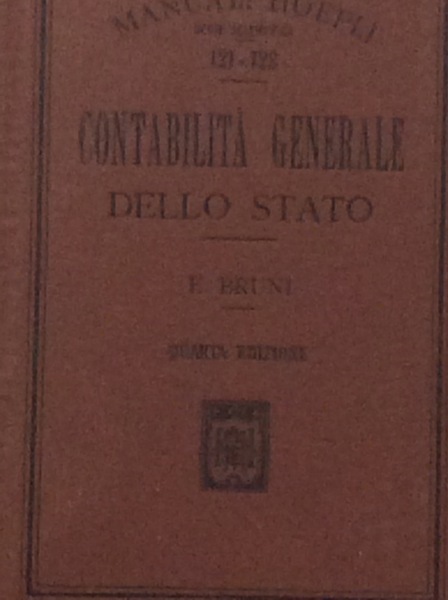 MANUALI HOEPLI
121-122
CONTABILITÀ GENERALE
DELLO STATO
E. BRUNI
QUARTA EDIZIONE